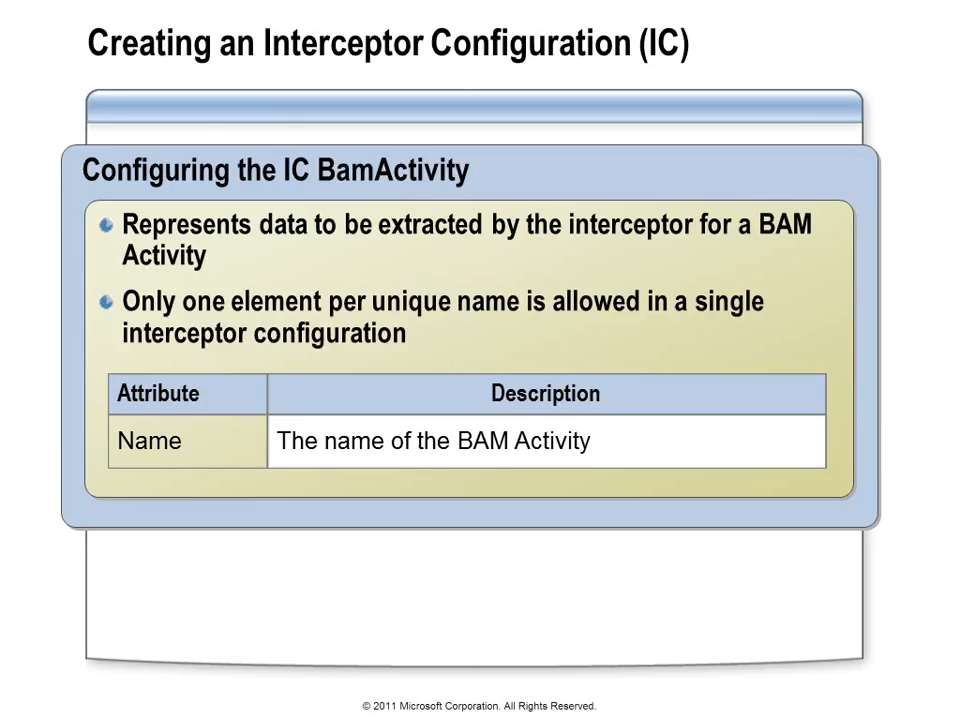 Creating an Interceptor Configuration (IC)
Configuring the IC BamActivity
Represents data to be extracted by the interceptor for a BAM
Activity
Only one element per unique name is allowed in a single
interceptor configuration
Attribute Description
Name The name of the BAM Activity
© 2011 Microsoft Corporation. All Rights Reserved.